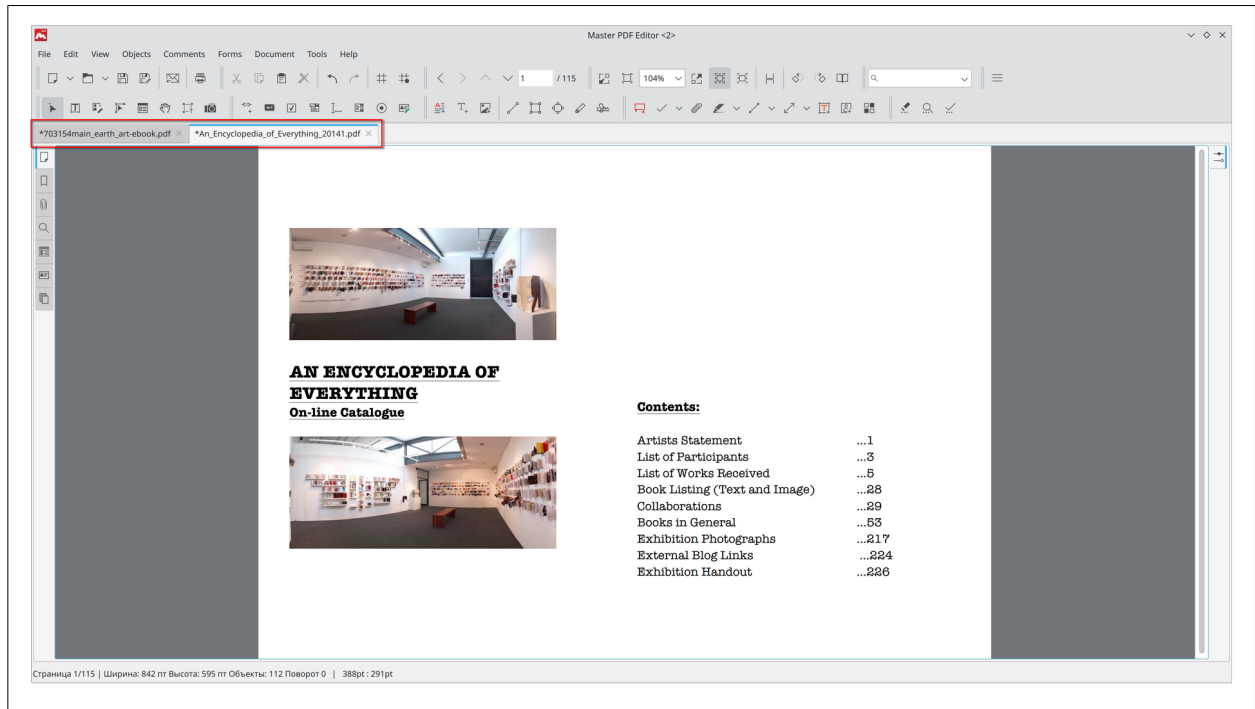 Master PDF Editor <2>
File Edit View Objects Comments Forms Document Tools Help
1 / 115 104%
*703154main_earth_art-ebook.pdf *An_Encyclopedia_of_Everything_20141.pdf
AN ENCYCLOPEDIA OF
EVERYTHING
On-line Catalogue
Contents:
Artists Statement ...1
List of Participants ...3
List of Works Received ...5
Book Listing (Text and Image) ...28
Collaborations ...29
Books in General ...53
Exhibition Photographs ...217
External Blog Links ...224
Exhibition Handout ...226
Страница 1/115 | Ширина: 842 пт Высота: 595 пт Объекты: 112 Поворот 0 | 388pt : 291pt